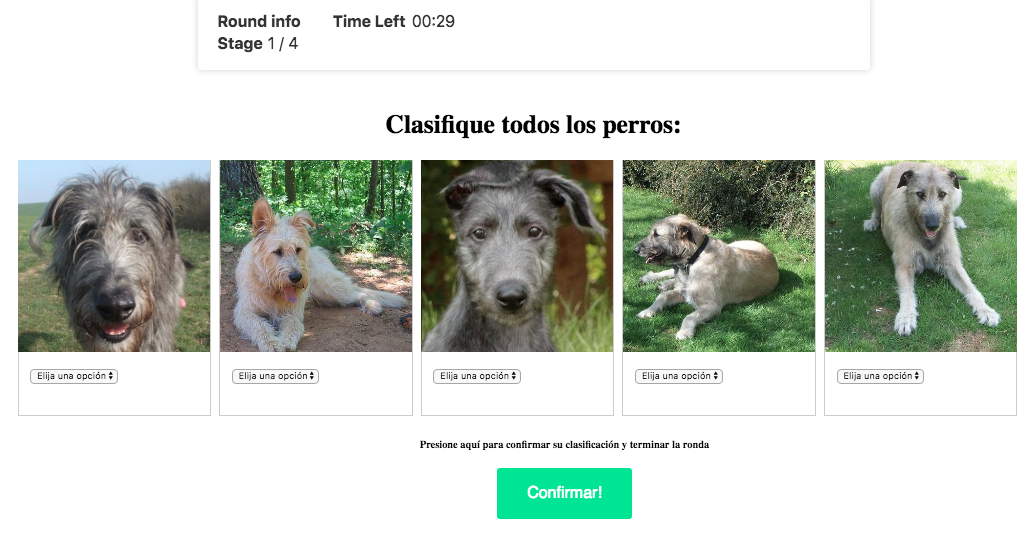 Round info Time Left 00:29
Stage 1 / 4
Clasifique todos los perros:
Elija una opción Elija una opción Elija una opción Elija una opción Elija una opción
Presione aquí para confirmar su clasificación y terminar la ronda
Confirmar!